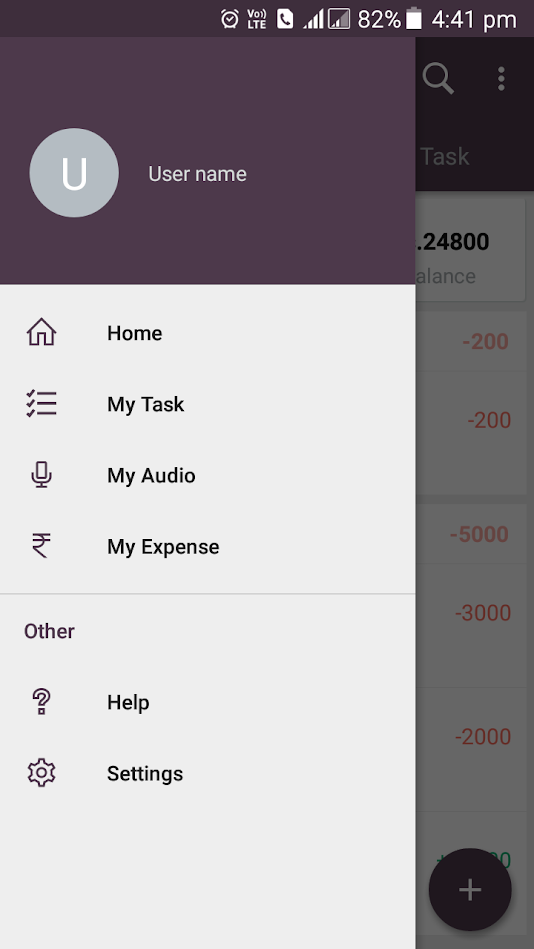 Vo)) LTE 82% 4:41 pm
U
User name
Task
.24800
alance
-200
-200
-5000
-3000
-2000
Home
My Task
My Audio
My Expense
Other
Help
Settings
+